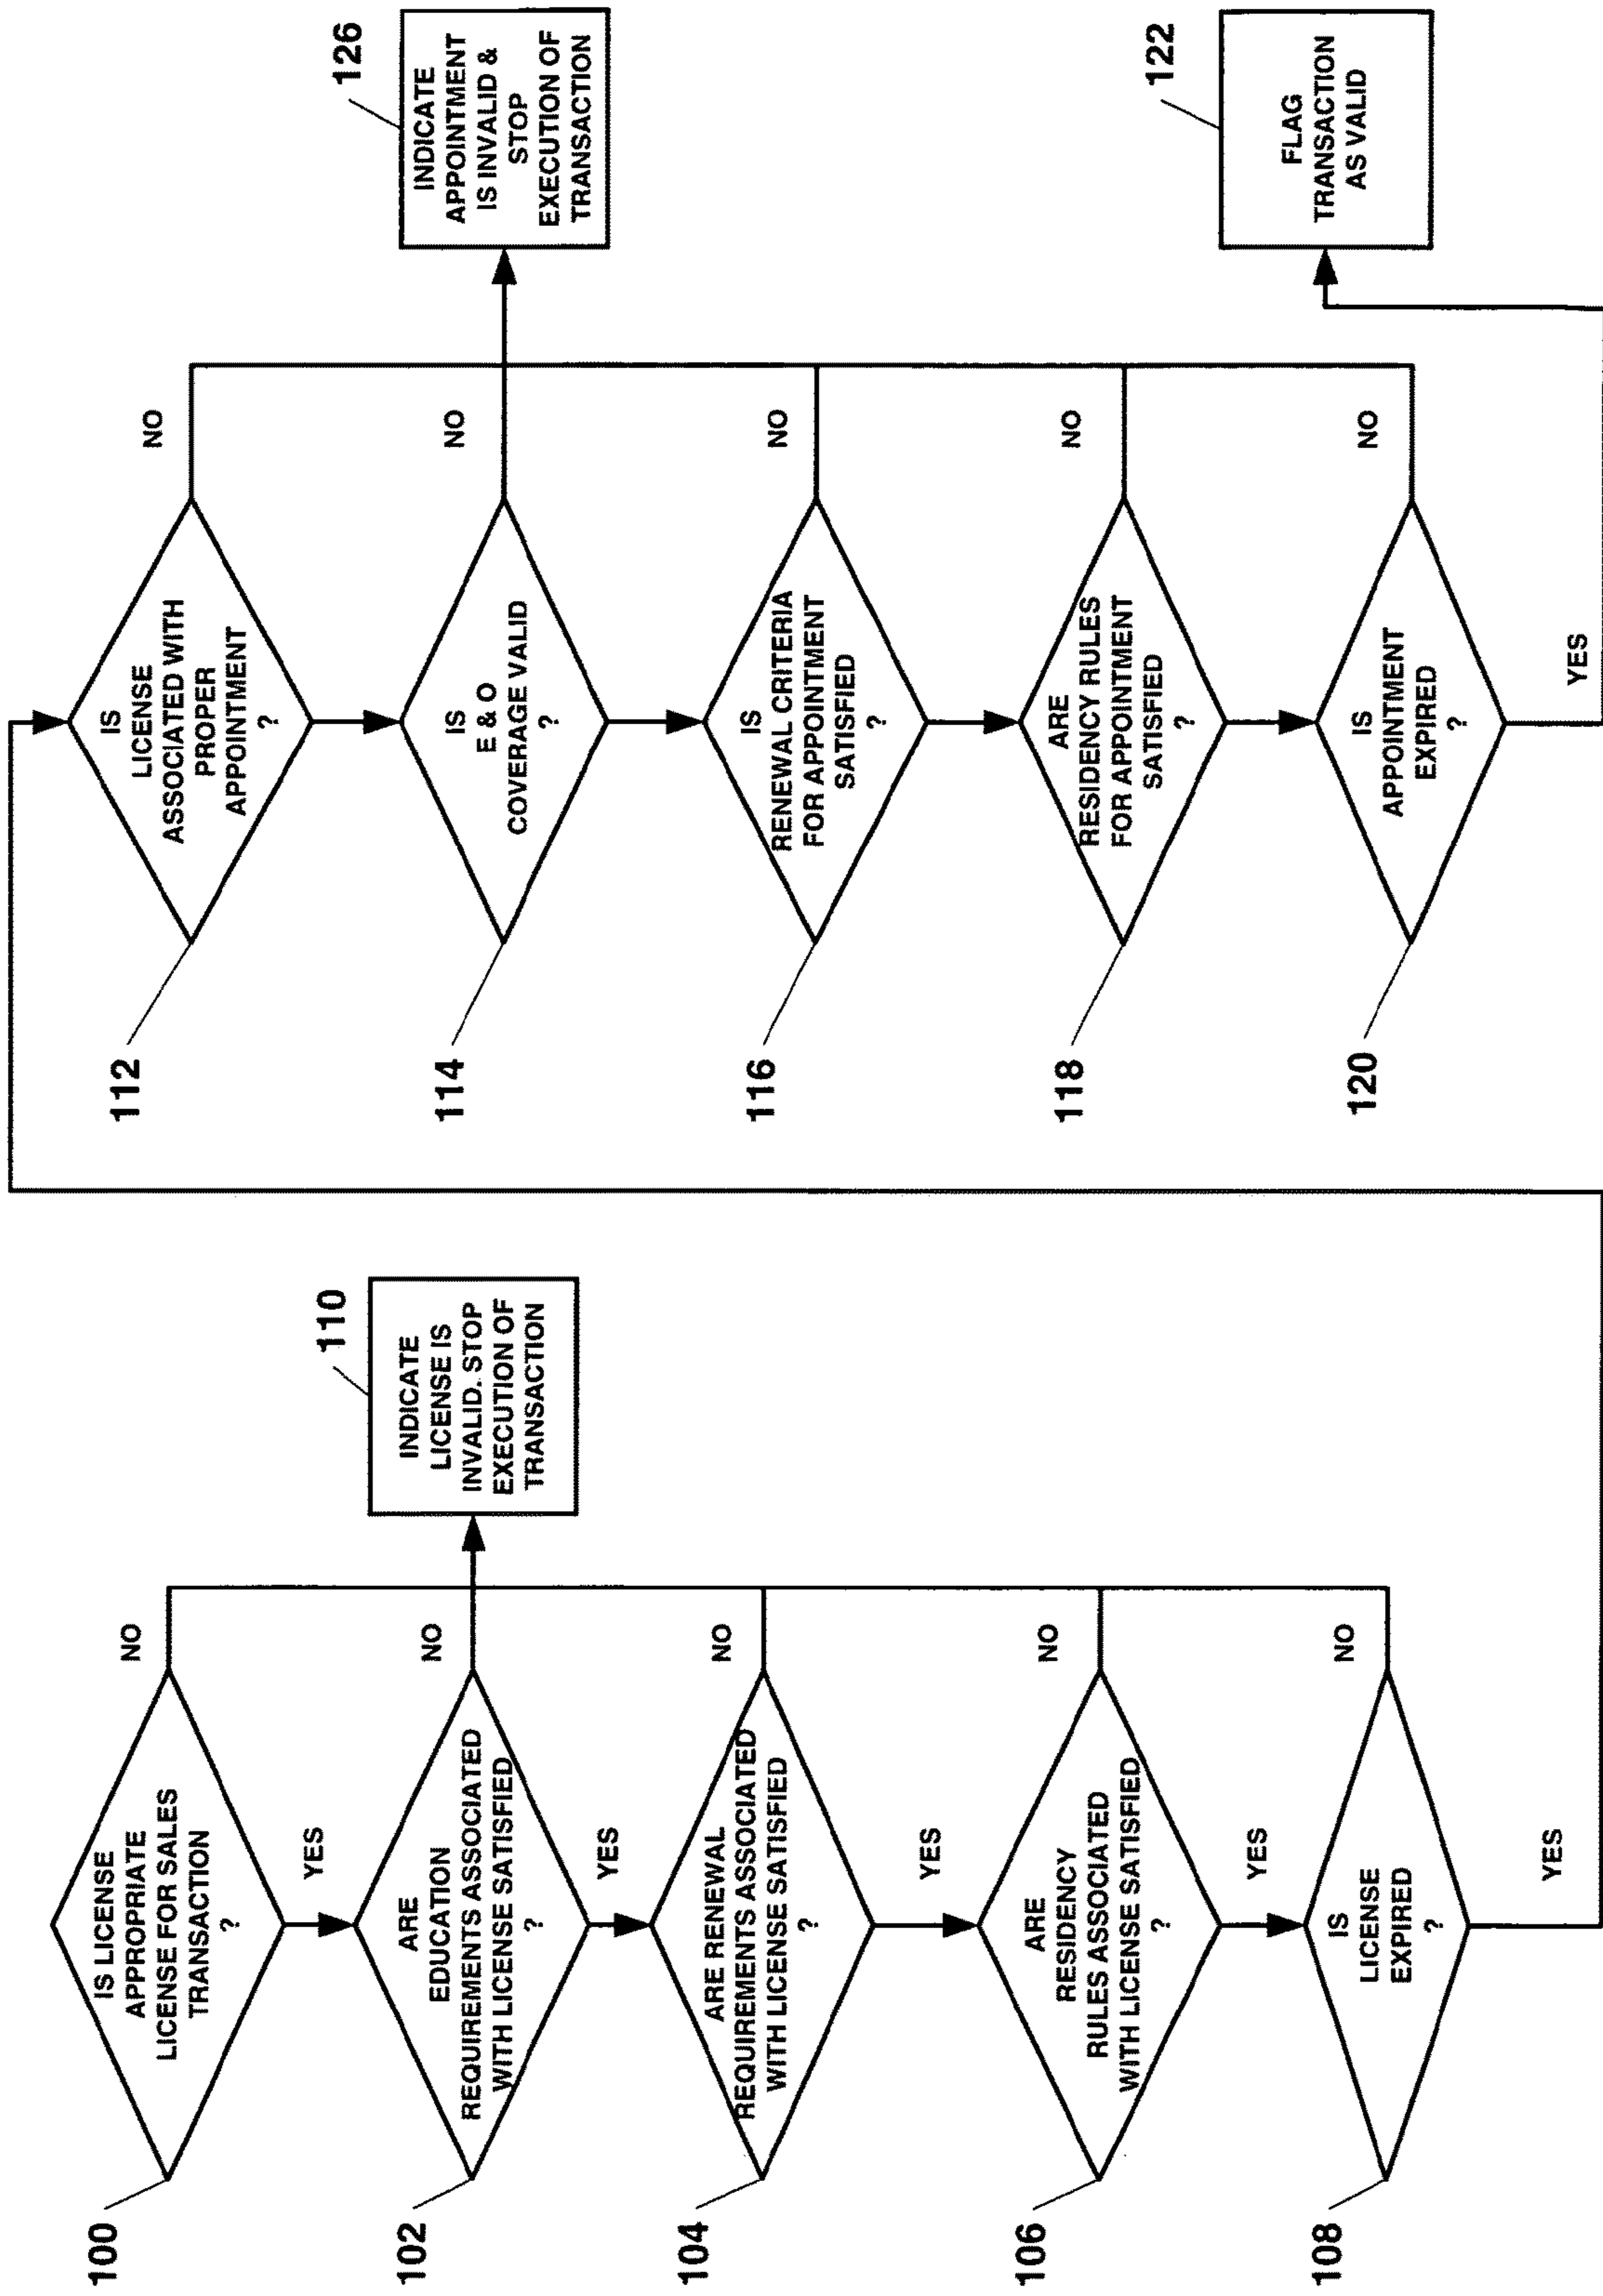 100
IS LICENSE
APPROPRIATE
LICENSE FOR SALES
TRANSACTION
?
NO
YES
102
ARE
EDUCATION
REQUIREMENTS ASSOCIATED
WITH LICENSE SATISFIED
?
NO
YES
110
INDICATE
LICENSE IS
INVALID. STOP
EXECUTION OF
TRANSACTION
104
ARE RENEWAL
REQUIREMENTS ASSOCIATED
WITH LICENSE SATISFIED
?
NO
YES
106
ARE
RESIDENCY
RULES ASSOCIATED
WITH LICENSE SATISFIED
?
NO
YES
108
IS
LICENSE
EXPIRED
?
NO
YES
112
IS
LICENSE
ASSOCIATED WITH
PROPER
APPOINTMENT
?
NO
114
IS
E & O
COVERAGE VALID
?
NO
126
INDICATE
APPOINTMENT
IS INVALID &
STOP
EXECUTION OF
TRANSACTION
116
IS
RENEWAL CRITERIA
FOR APPOINTMENT
SATISFIED
?
NO
118
ARE
RESIDENCY RULES
FOR APPOINTMENT
SATISFIED
?
NO
120
IS
APPOINTMENT
EXPIRED
?
NO
YES
122
FLAG
TRANSACTION
AS VALID